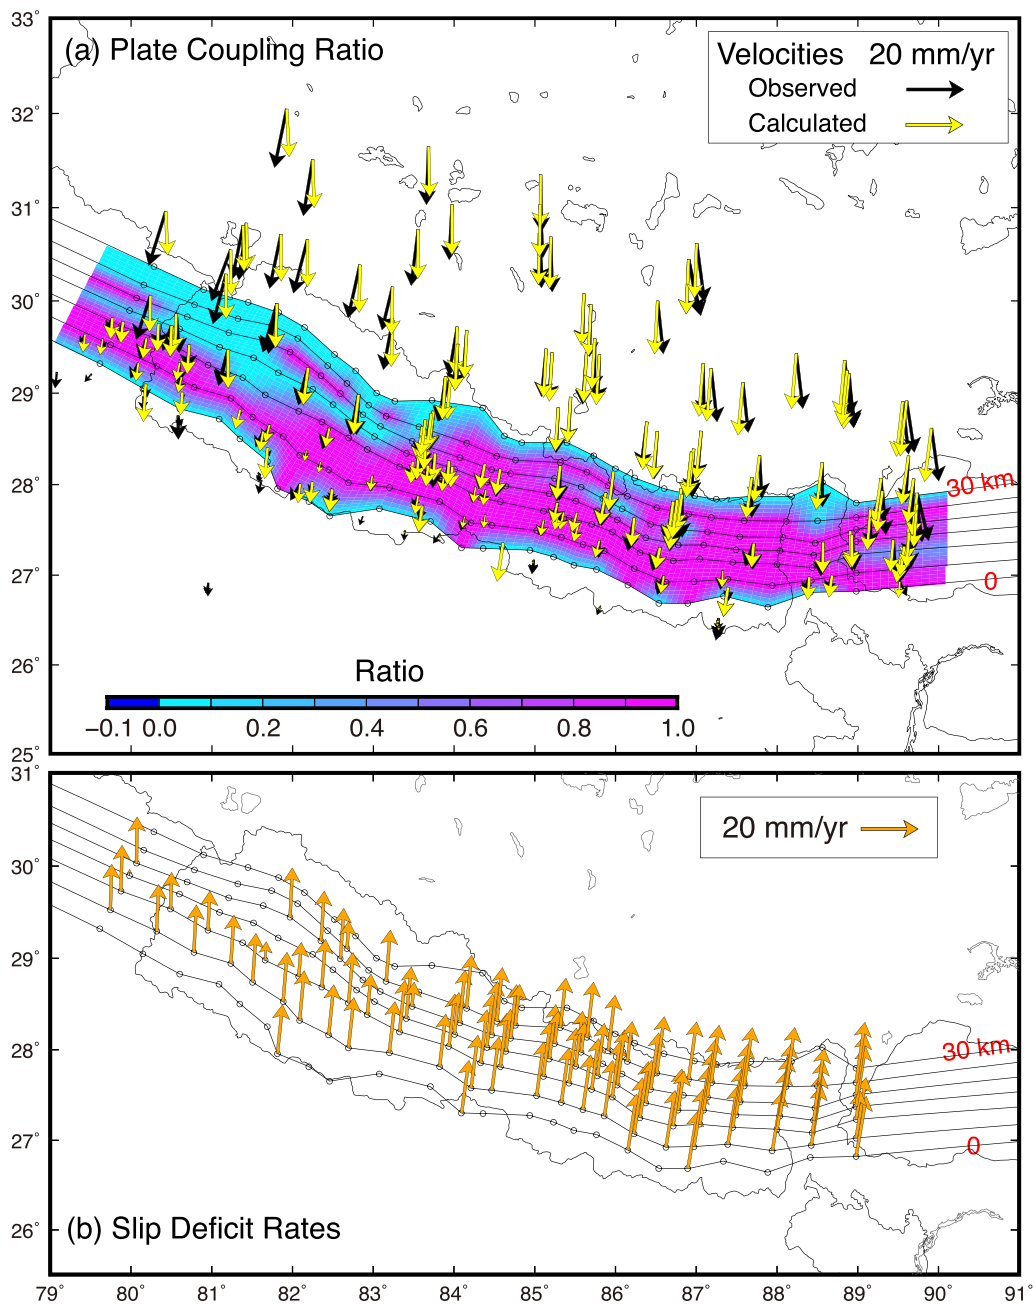 33°
(a) Plate Coupling Ratio
Velocities 20 mm/yr
Observed
Calculated
32°
31°
30°
29°
28°
30 km
27°
0
26°
Ratio
−0.1 0.0 0.2 0.4 0.6 0.8 1.0
25°
31°
20 mm/yr
30°
29°
28°
30 km
27°
0
26°
(b) Slip Deficit Rates
79° 80° 81° 82° 83° 84° 85° 86° 87° 88° 89° 90° 91°